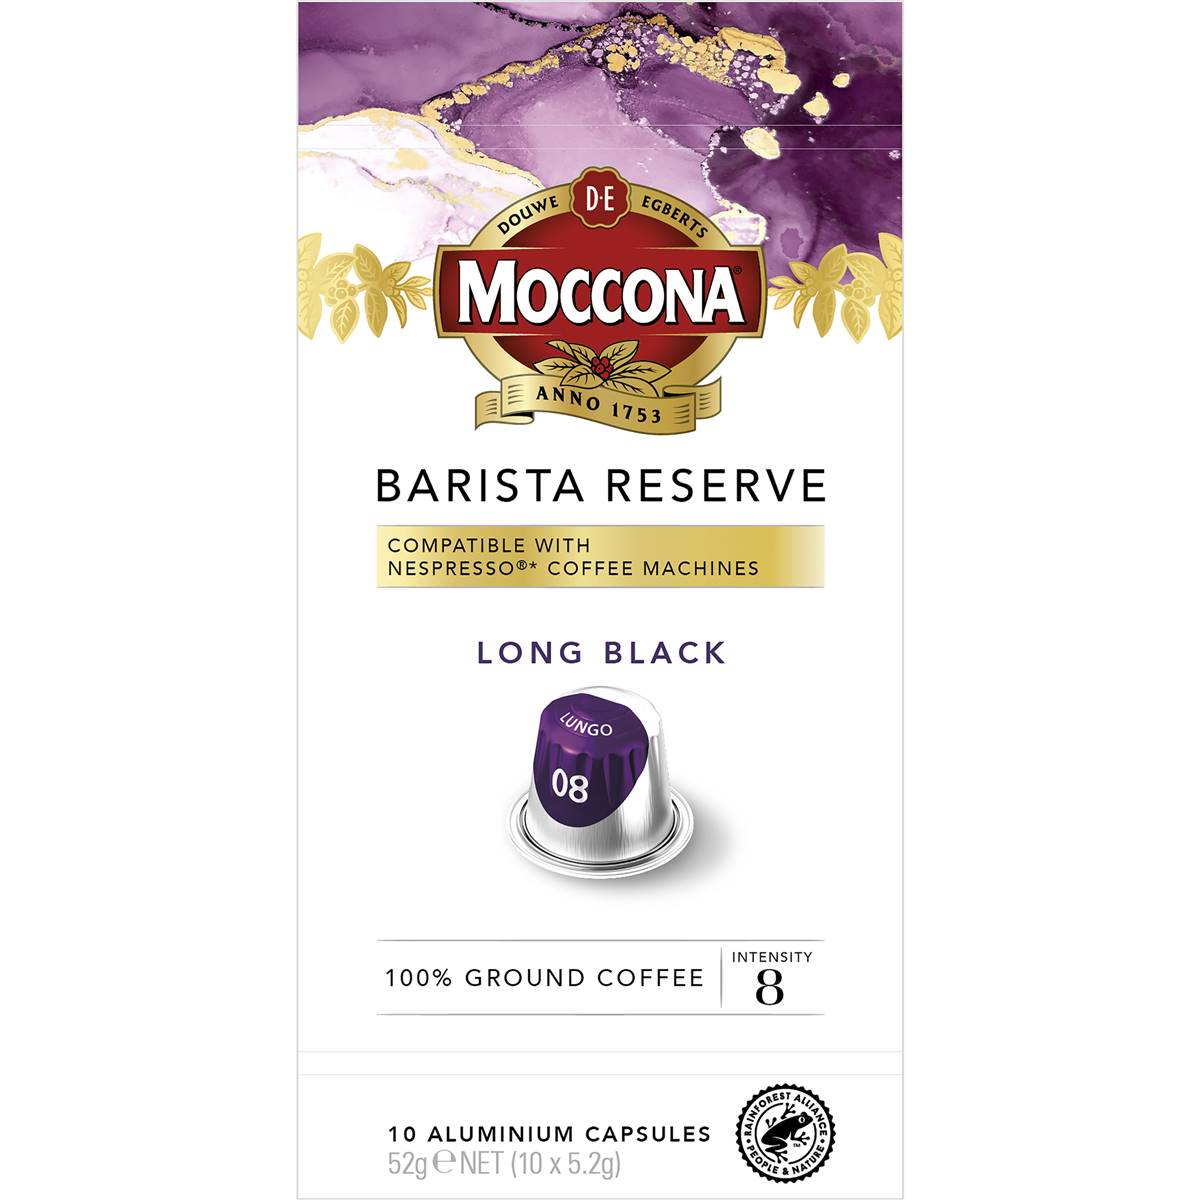 D·E
DOUWE EGBERTS
MOCCONA®
ANNO 1753
BARISTA RESERVE
COMPATIBLE WITH
NESPRESSO®* COFFEE MACHINES
LONG BLACK
LUNGO
08
100% GROUND COFFEE
INTENSITY
8
10 ALUMINIUM CAPSULES
52g ℮ NET (10 x 5.2g)
RAINFOREST ALLIANCE
PEOPLE & NATURE
TM